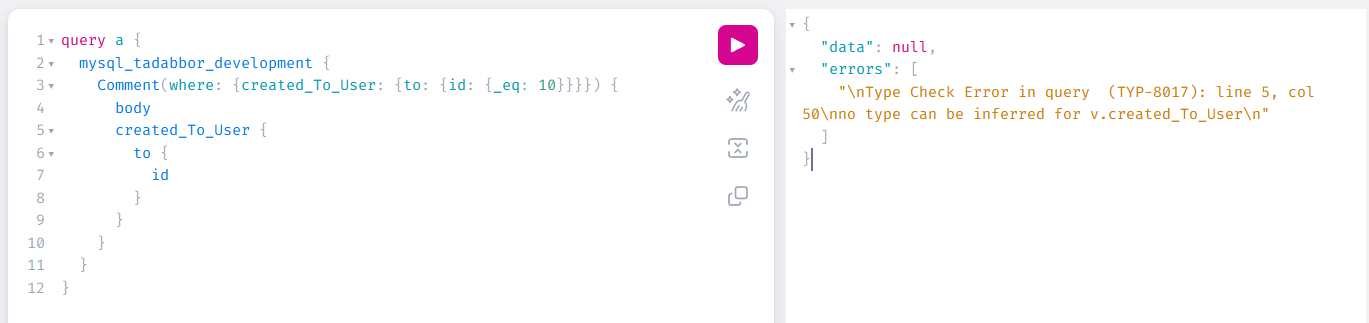 1 query a {
2 mysql_tadabbor_development {
3 Comment(where: {created_To_User: {to: {id: {_eq: 10}}}}) {
4 body
5 created_To_User {
6 to {
7 id
8 }
9 }
10 }
11 }
12 }
{
"data": null,
"errors": [
"\nType Check Error in query  (TYP-8017): line 5, col
50\nno type can be inferred for v.created_To_User\n"
]
}